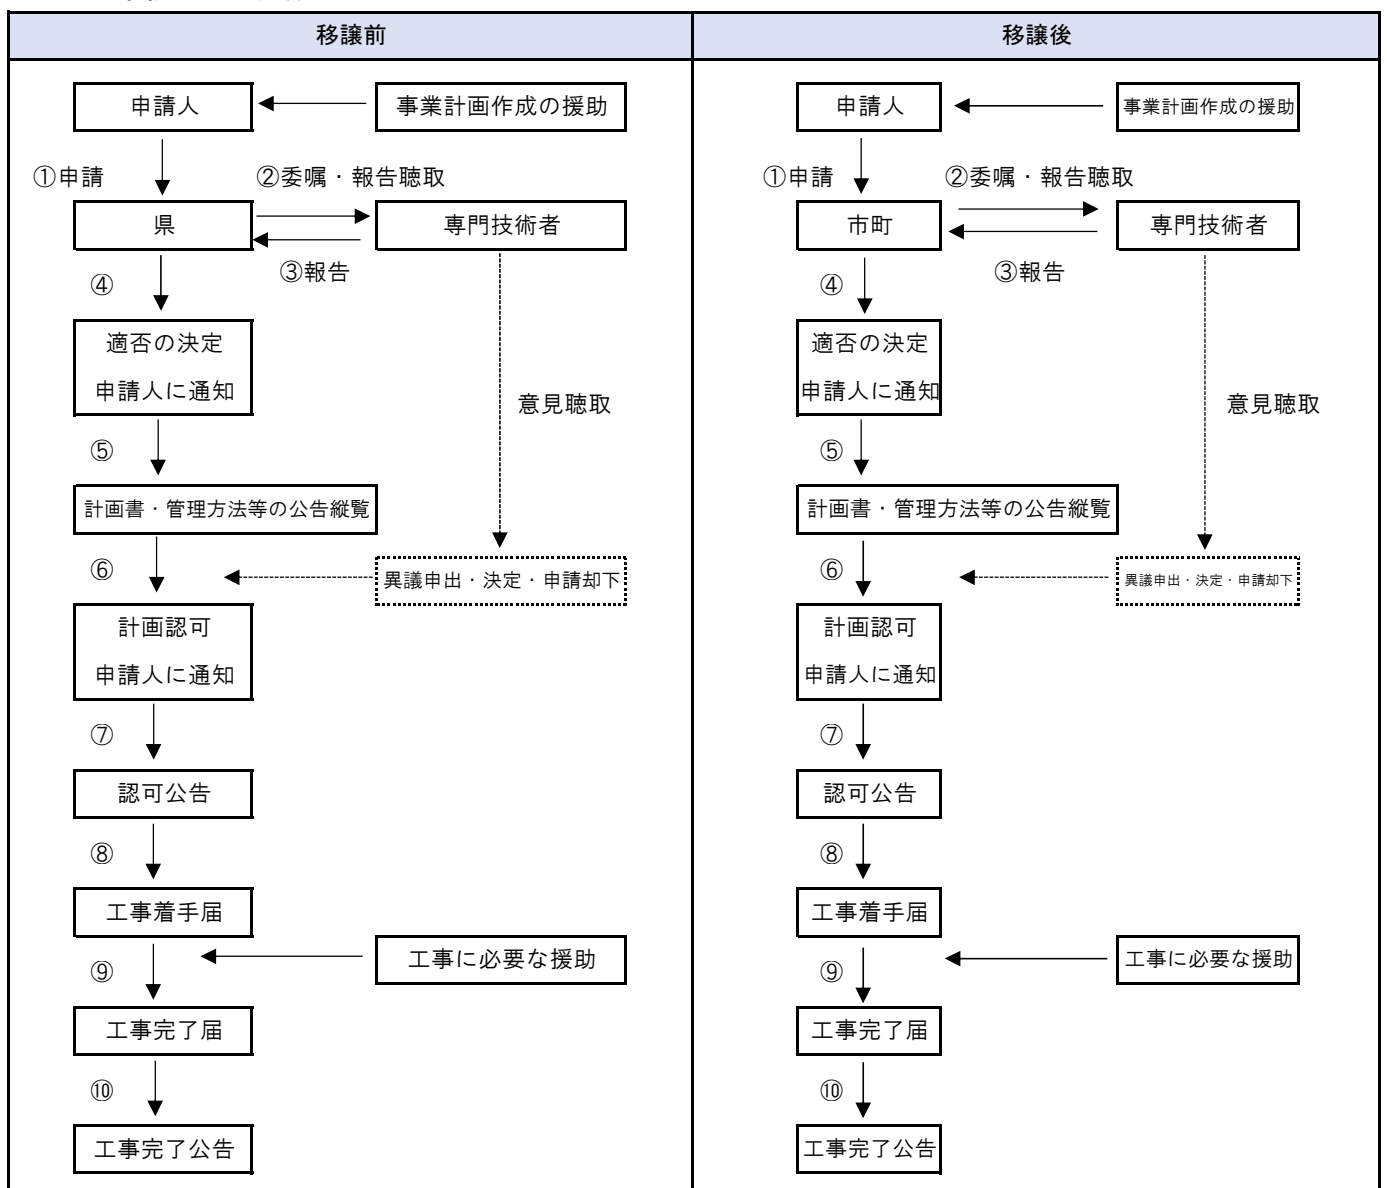 移譲前
申請人
事業計画作成の援助
①申請
②委嘱・報告聴取
県
専門技術者
③報告
④
適否の決定
申請人に通知
意見聴取
⑤
計画書・管理方法等の公告縦覧
⑥
異議申出・決定・申請却下
計画認可
申請人に通知
⑦
認可公告
⑧
工事着手届
工事に必要な援助
⑨
工事完了届
⑩
工事完了公告
移譲後
申請人
事業計画作成の援助
①申請
②委嘱・報告聴取
市町
専門技術者
③報告
④
適否の決定
申請人に通知
意見聴取
⑤
計画書・管理方法等の公告縦覧
⑥
異議申出・決定・申請却下
計画認可
申請人に通知
⑦
認可公告
⑧
工事着手届
工事に必要な援助
⑨
工事完了届
⑩
工事完了公告